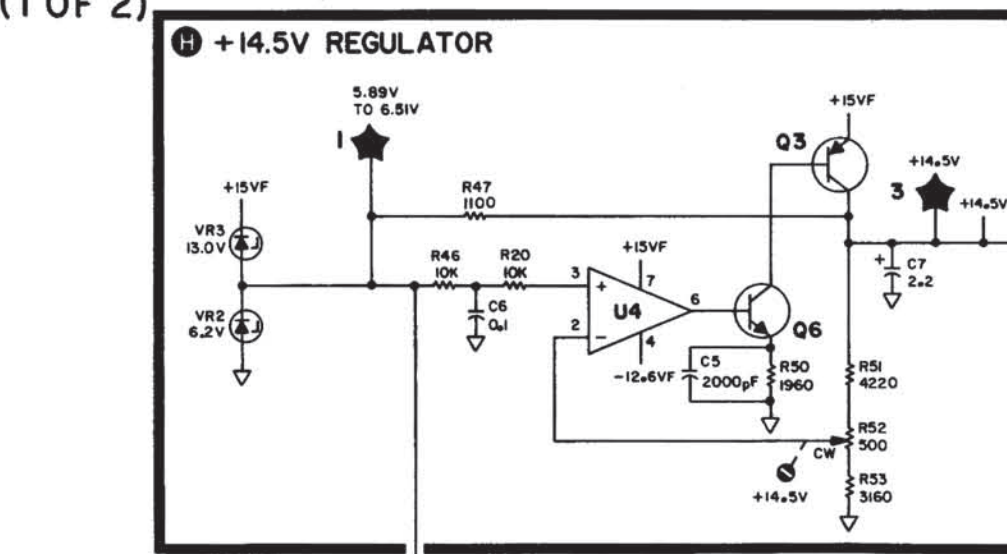 (1 OF 2)
H +14.5V REGULATOR
5.89V
TO 6.51V
1
+15VF
Q3
+14.5V
3
+14.5V
+15VF
R47
1100
VR3
13.0V
R46
10K
R20
10K
+15VF
3
7
+
C7
2.2
C6
0.1
+
U4
6
2
-
4
Q6
VR2
6.2V
-12.6VF
C5
2000pF
R50
1960
R51
4220
R52
500
CW
+14.5V
R53
3160